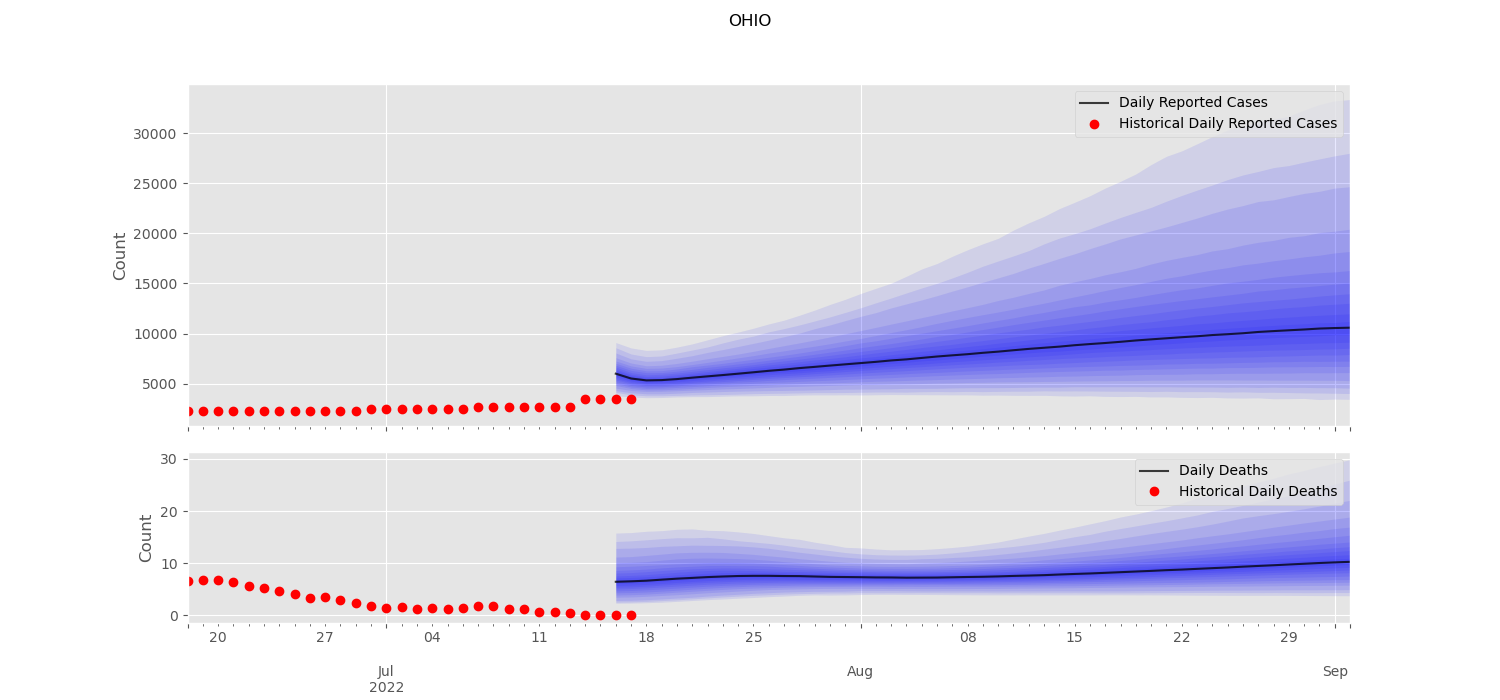 OHIO
Daily Reported Cases
Historical Daily Reported Cases
30000
25000
20000
15000
10000
5000
Count
Daily Deaths
Historical Daily Deaths
30
20
10
0
Count
20 27 04 11 18 25 08 15 22 29
Jul Aug Sep
2022